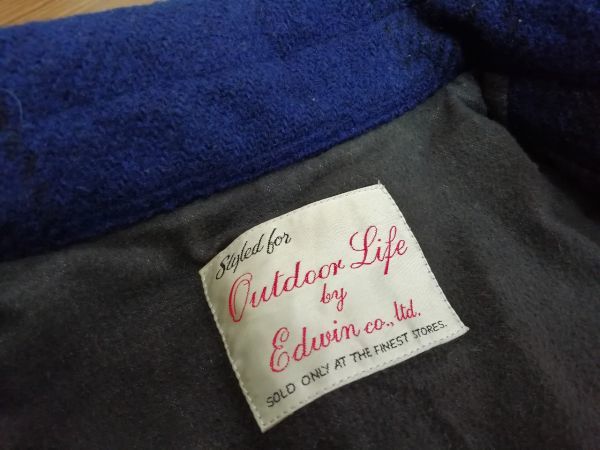 Styled for
Outdoor Life
by
Edwin co., ltd.
SOLD ONLY AT THE FINEST STORES.